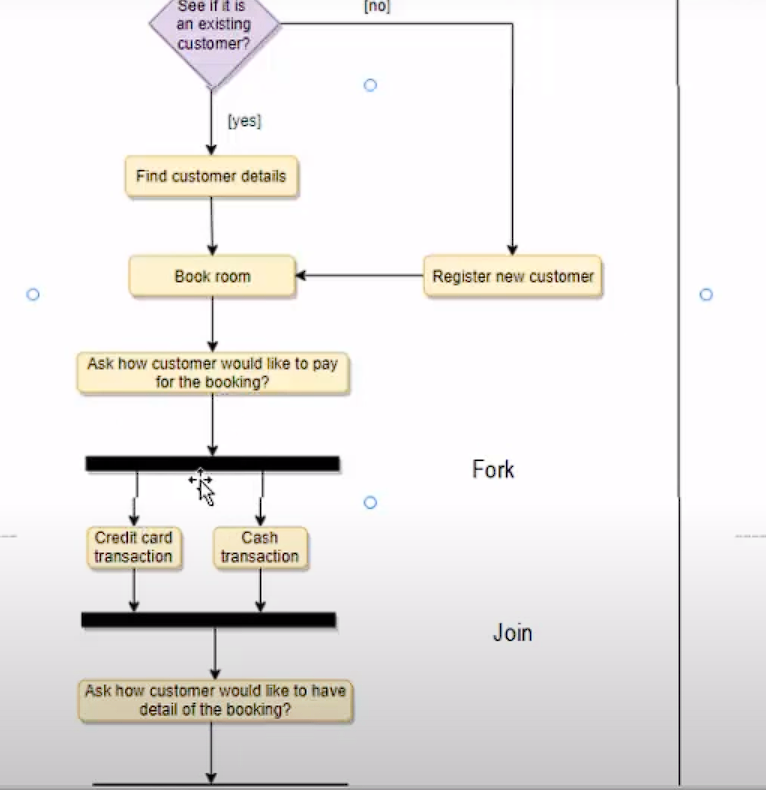 See if it is
an existing
customer?
[no]
[yes]
Find customer details
Book room
Register new customer
Ask how customer would like to pay
for the booking?
Fork
Credit card
transaction
Cash
transaction
Join
Ask how customer would like to have
detail of the booking?